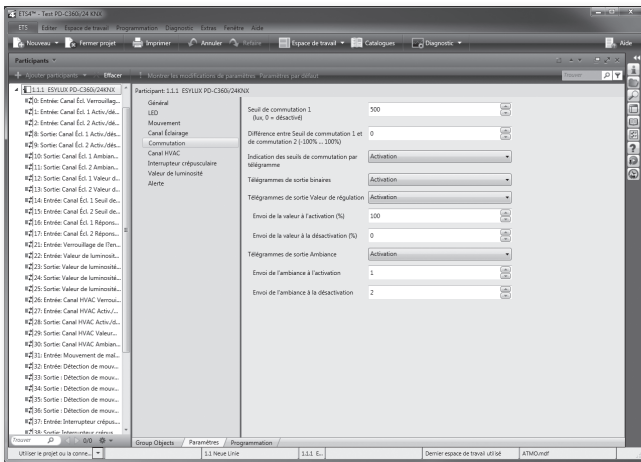 ETS4™ - Test PD-C360i/24 KNX
ETS Editer Espace de travail Programmation Diagnostic Extras Fenêtre Aide
Nouveau Fermer projet Imprimer Annuler Refaire Espace de travail Catalogues Diagnostic Aide
Participants
Ajouter participants Effacer Montrer les modifications de paramètres Paramètres par défaut Trouver
1.1.1 ESYLUX PD-C360i/24KNX
0: Entrée: Canal Écl. Verrouillag...
1: Entrée: Canal Écl. 1 Activ./dé...
2: Entrée: Canal Écl. 2 Activ./dé...
8: Sortie: Canal Écl. 1 Activ./dés...
9: Sortie: Canal Écl. 2 Activ./dés...
10: Sortie: Canal Écl. 1 Ambian...
11: Sortie: Canal Écl. 2 Ambian...
12: Sortie: Canal Écl. 1 Valeur d...
13: Sortie: Canal Écl. 2 Valeur d...
14: Entrée: Canal Écl. 1 Seuil de...
15: Entrée: Canal Écl. 2 Seuil de...
16: Entrée: Canal Écl. 1 Répons...
17: Entrée: Canal Écl. 2 Répons...
21: Entrée: Verrouillage de l'en...
22: Entrée: Valeur de luminosit...
23: Sortie: Valeur de luminosité...
24: Sortie: Valeur de luminosité...
25: Sortie: Valeur de luminosité...
26: Entrée: Canal HVAC Verroui...
27: Entrée: Canal HVAC Activ./...
28: Sortie: Canal HVAC Activ./d...
29: Sortie: Canal HVAC Valeur...
30: Sortie: Canal HVAC Ambian...
31: Entrée: Mouvement de maî...
32: Entrée: Détection de mouv...
33: Sortie : Détection de mouv...
34: Sortie : Détection de mouv...
35: Sortie : Détection de mouv...
36: Sortie : Détection de mouv...
37: Entrée: Interrupteur crépus...
38: Sortie: Interrupteur crépus...
Trouver 0/0
Participant: 1.1.1 ESYLUX PD-C360i/24KNX
Général
LED
Mouvement
Canal Éclairage
Commutation
Canal HVAC
Interrupteur crépusculaire
Valeur de luminosité
Alerte
Seuil de commutation 1 500
(lux, 0 = désactivé)
Différence entre Seuil de commutation 1 et 0
de commutation 2 (-100% ... 100%)
Indication des seuils de commutation par Activation
télégramme
Télégrammes de sortie binaires Activation
Télégrammes de sortie Valeur de régulation Activation
Envoi de la valeur à l'activation (%) 100
Envoi de la valeur à la désactivation (%) 0
Télégrammes de sortie Ambiance Activation
Envoi de l'ambiance à l'activation 1
Envoi de l'ambiance à la désactivation 2
Group Objects Paramètres Programmation
Utiliser le projet ou la conne... 1.1 Neue Linie 1.1.1 E... Dernier espace de travail utilisé ATMO.mdf